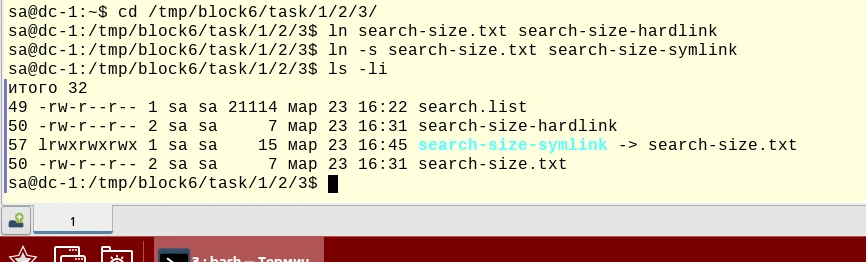 sa@dc-1:~$ cd /tmp/block6/task/1/2/3/
sa@dc-1:/tmp/block6/task/1/2/3$ ln search-size.txt search-size-hardlink
sa@dc-1:/tmp/block6/task/1/2/3$ ln -s search-size.txt search-size-symlink
sa@dc-1:/tmp/block6/task/1/2/3$ ls -li
итого 32
49 -rw-r--r-- 1 sa sa 21114 мар 23 16:22 search.list
50 -rw-r--r-- 2 sa sa     7 мар 23 16:31 search-size-hardlink
57 lrwxrwxrwx 1 sa sa    15 мар 23 16:45 search-size-symlink -> search-size.txt
50 -rw-r--r-- 2 sa sa     7 мар 23 16:31 search-size.txt
sa@dc-1:/tmp/block6/task/1/2/3$
1
3 : bash — Термин